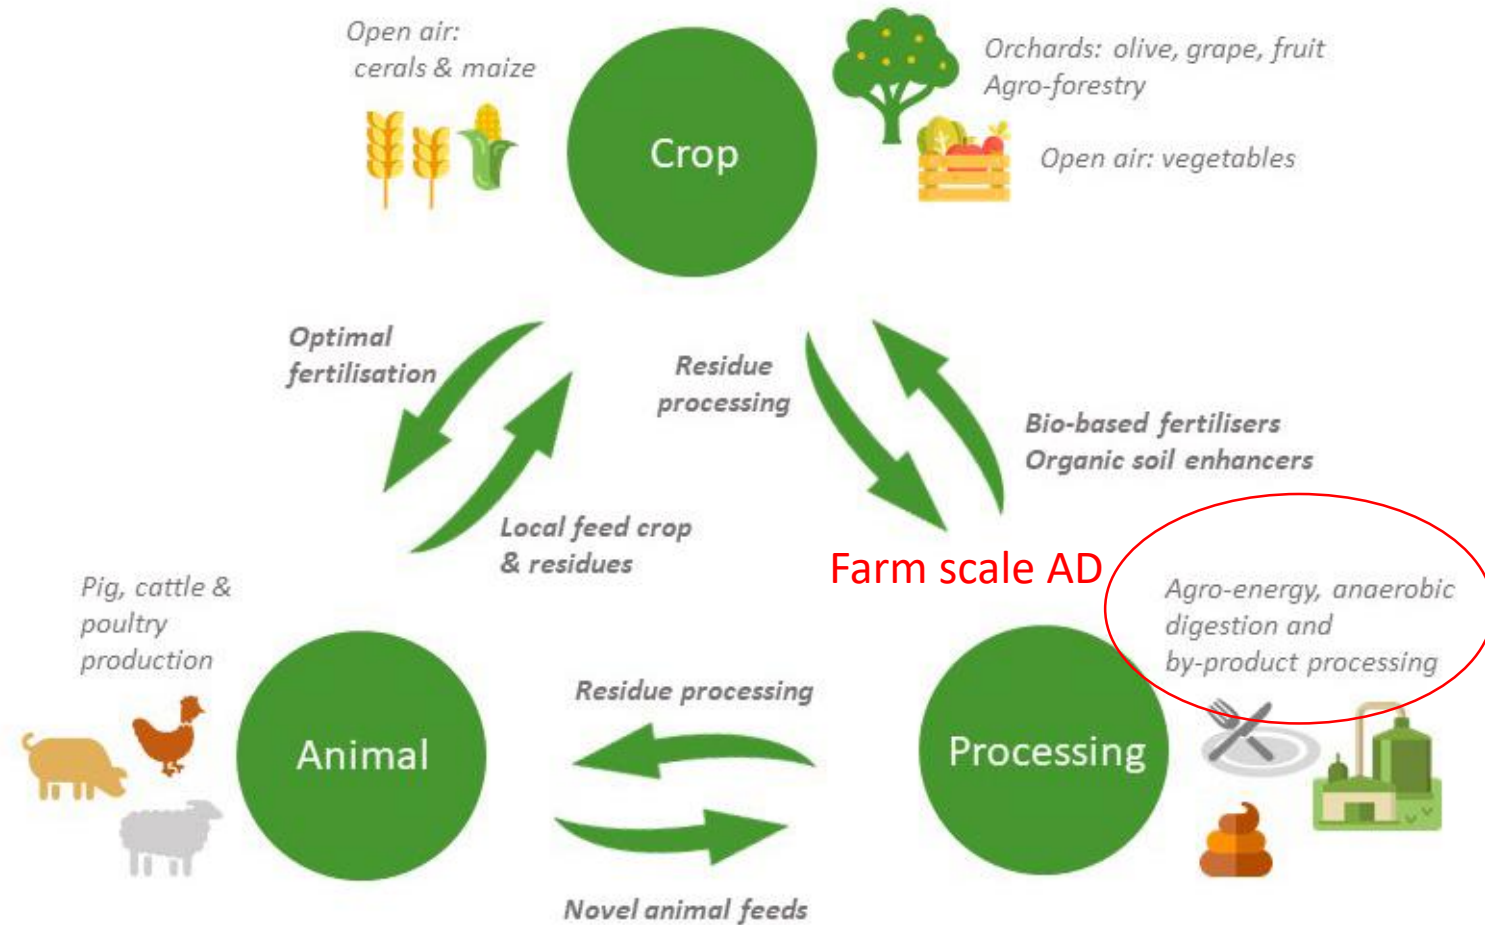 Open air:
cerals & maize
Crop
Orchards: olive, grape, fruit
Agro-forestry
Open air: vegetables
Optimal
fertilisation
Residue
processing
Bio-based fertilisers
Organic soil enhancers
Local feed crop
& residues
Farm scale AD
Agro-energy, anaerobic
digestion and
by-product processing
Pig, cattle &
poultry
production
Animal
Residue processing
Processing
Novel animal feeds